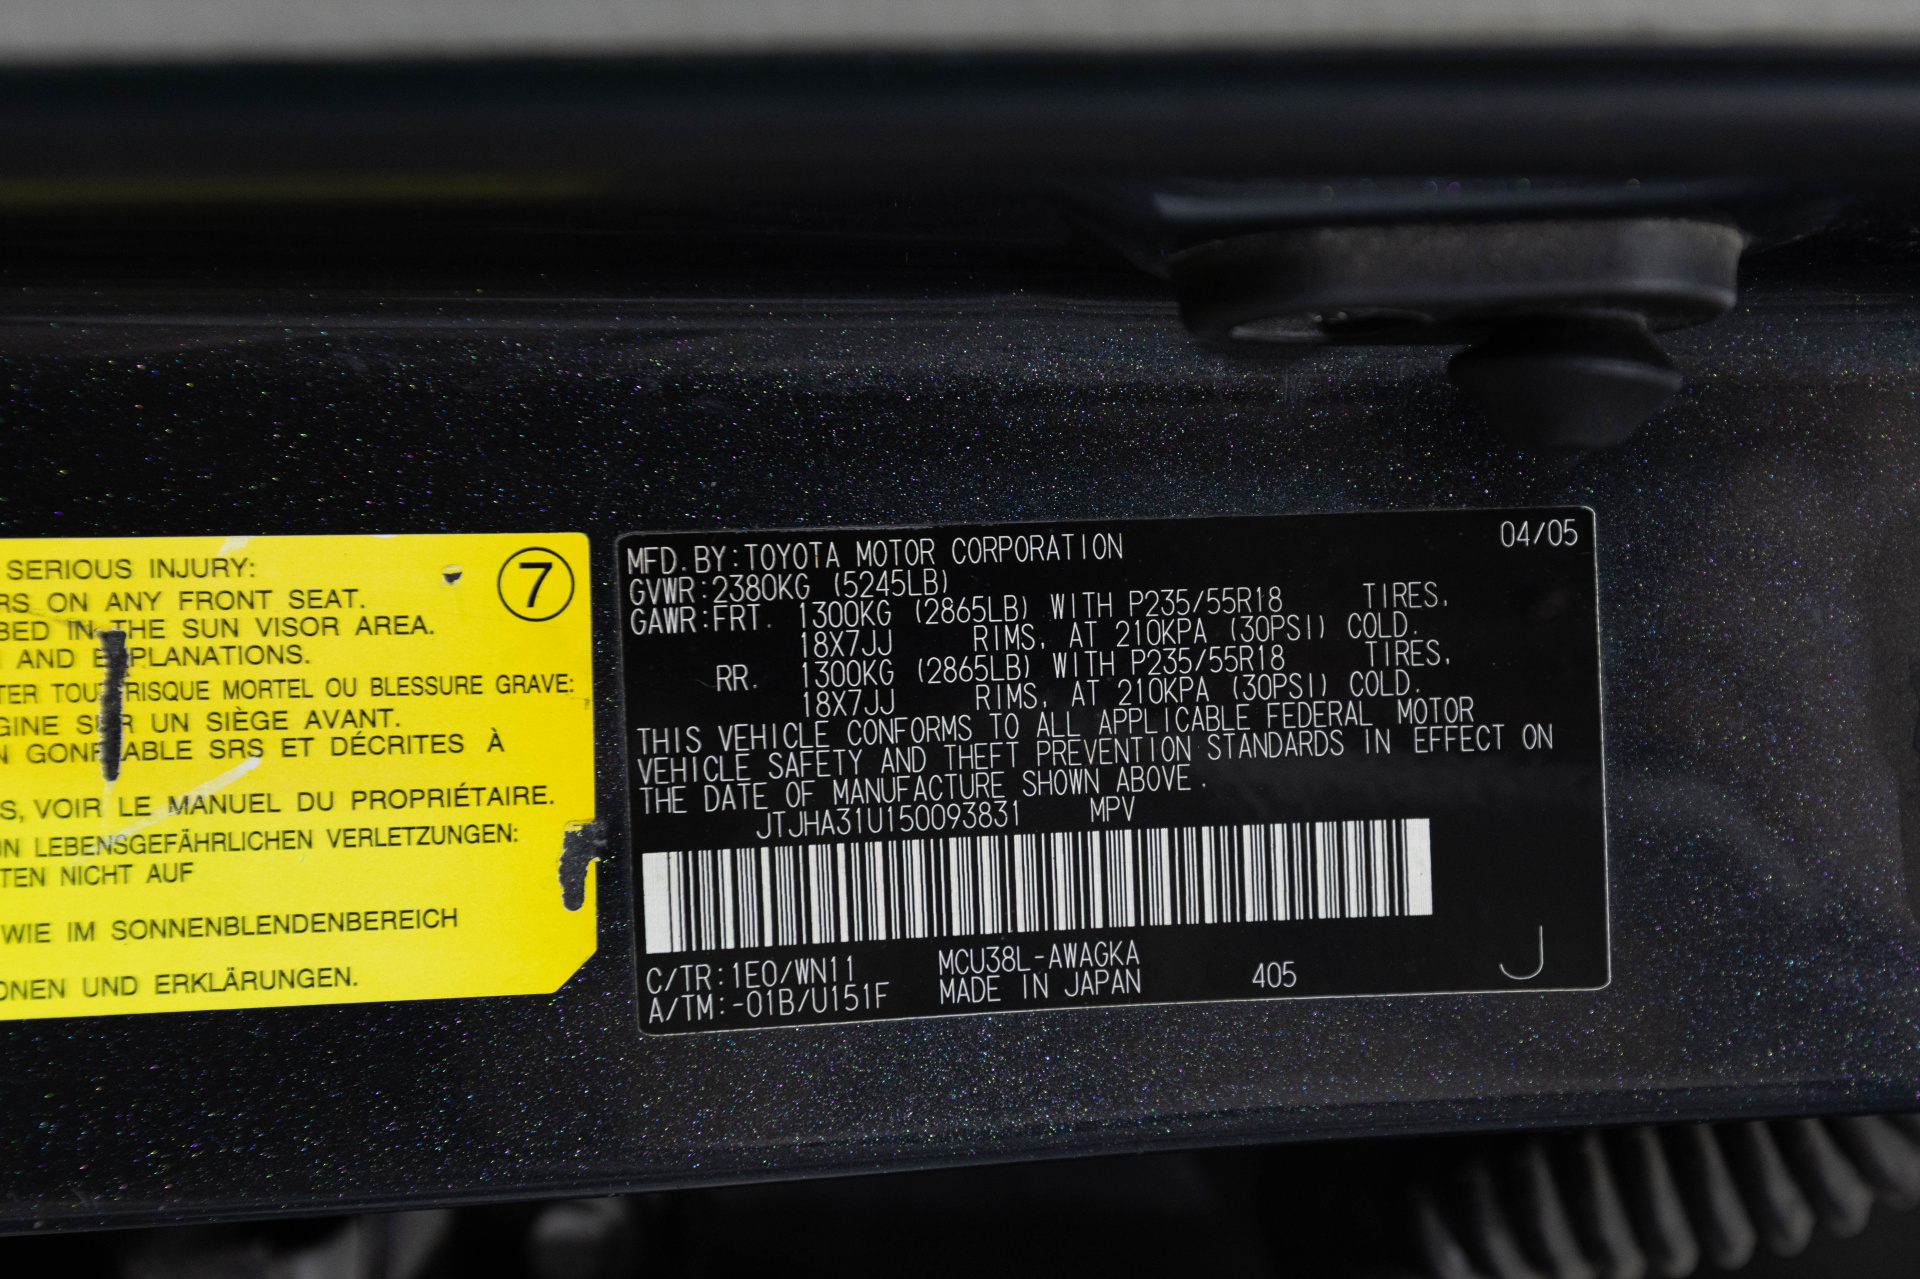 SERIOUS INJURY:
RS ON ANY FRONT SEAT.
BED IN THE SUN VISOR AREA.
AND EXPLANATIONS.
TER TOUT RISQUE MORTEL OU BLESSURE GRAVE:
GINE SUR UN SIÈGE AVANT.
N GONFLABLE SRS ET DÉCRITES À
S, VOIR LE MANUEL DU PROPRIÉTAIRE.
UN LEBENSGEFÄHRLICHEN VERLETZUNGEN:
TEN NICHT AUF
WIE IM SONNENBLENDENBEREICH
ONEN UND ERKLÄRUNGEN.
7
MFD. BY: TOYOTA MOTOR CORPORATION 04/05
GVWR: 2380KG (5245LB)
GAWR: FRT. 1300KG (2865LB) WITH P235/55R18 TIRES,
18X7JJ RIMS, AT 210KPA (30PSI) COLD.
RR. 1300KG (2865LB) WITH P235/55R18 TIRES,
18X7JJ RIMS, AT 210KPA (30PSI) COLD.
THIS VEHICLE CONFORMS TO ALL APPLICABLE FEDERAL MOTOR
VEHICLE SAFETY AND THEFT PREVENTION STANDARDS IN EFFECT ON
THE DATE OF MANUFACTURE SHOWN ABOVE.
JTJHA31U150093831 MPV
C/TR: 1E0/WN11 MCU38L-AWAGKA
A/TM: -01B/U151F MADE IN JAPAN 405 J